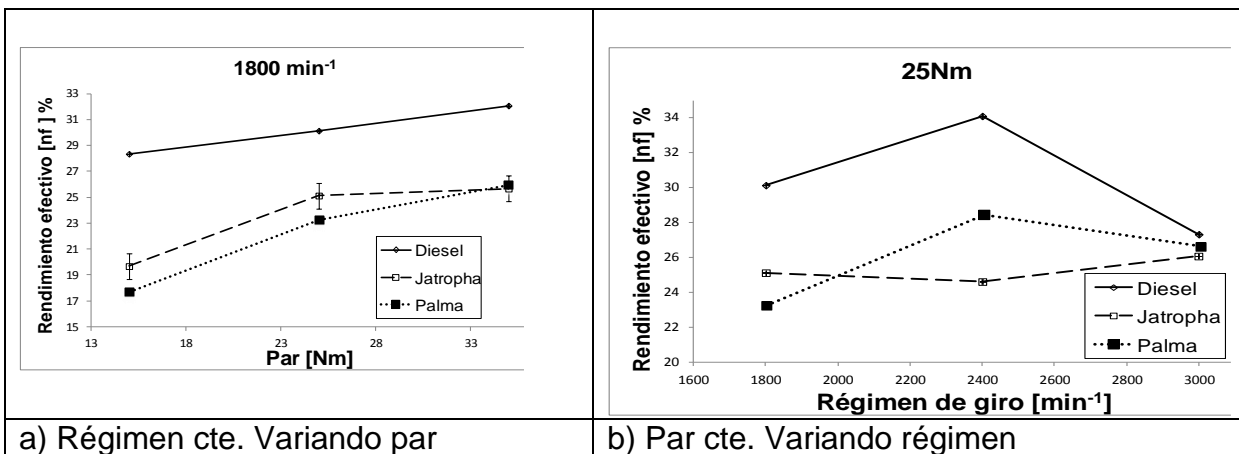 1800 min-1
Rendimiento efectivo [nf ] %
33
31
29
27
25
23
21
19
17
15
13
18
23
28
33
Par [Nm]
Diesel
Jatropha
Palma
a) Régimen cte. Variando par
25Nm
Rendimiento efectivo [nf] %
34
32
30
28
26
24
22
20
1600
1800
2000
2200
2400
2600
2800
3000
Régimen de giro [min-1]
Diesel
Jatropha
Palma
b) Par cte. Variando régimen